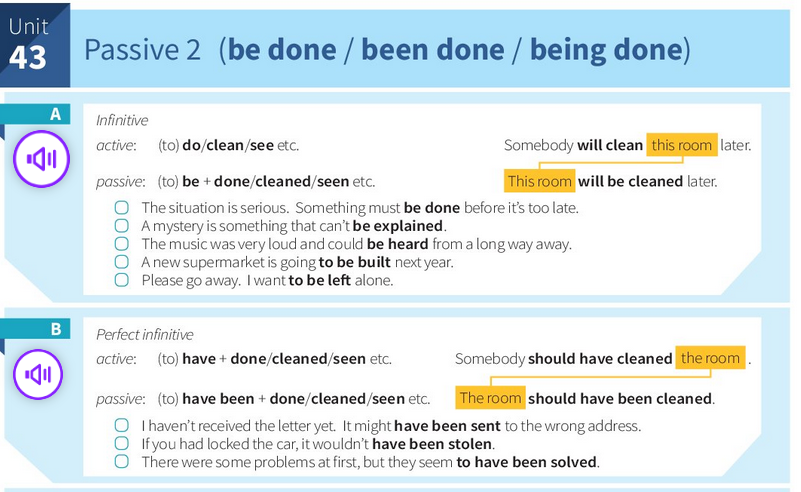 Unit
43
Passive 2 (be done / been done / being done)
A
Infinitive
active: (to) do/clean/see etc.
Somebody will clean this room later.
passive: (to) be + done/cleaned/seen etc.
This room will be cleaned later.
The situation is serious. Something must be done before it's too late.
A mystery is something that can't be explained.
The music was very loud and could be heard from a long way away.
A new supermarket is going to be built next year.
Please go away. I want to be left alone.
B
Perfect infinitive
active: (to) have + done/cleaned/seen etc.
Somebody should have cleaned the room .
passive: (to) have been + done/cleaned/seen etc.
The room should have been cleaned.
I haven't received the letter yet. It might have been sent to the wrong address.
If you had locked the car, it wouldn't have been stolen.
There were some problems at first, but they seem to have been solved.